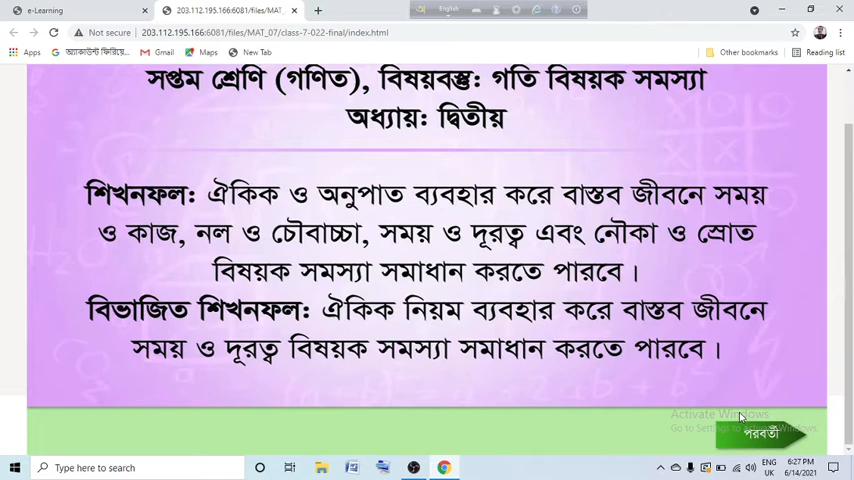 e-Learning
203.112.195.166:6081/files/MAT_
English
Not secure
203.112.195.166:6081/files/MAT_07/class-7-022-final/index.html
Apps
অ্যাকাউন্ট ফিরিয়ে...
Gmail
Maps
New Tab
Other bookmarks
Reading list
সপ্তম শ্রেণি (গণিত), বিষয়বস্তু: গতি বিষয়ক সমস্যা
অধ্যায়: দ্বিতীয়
শিখনফল: ঐকিক ও অনুপাত ব্যবহার করে বাস্তব জীবনে সময়
ও কাজ, নল ও চৌবাচ্চা, সময় ও দূরত্ব এবং নৌকা ও স্রোত
বিষয়ক সমস্যা সমাধান করতে পারবে।
বিভাজিত শিখনফল: ঐকিক নিয়ম ব্যবহার করে বাস্তব জীবনে
সময় ও দূরত্ব বিষয়ক সমস্যা সমাধান করতে পারবে।
Activate Windows
Go to Settings to activate Windows.
পরবর্তী
Type here to search
ENG
UK
6:27 PM
6/14/2021